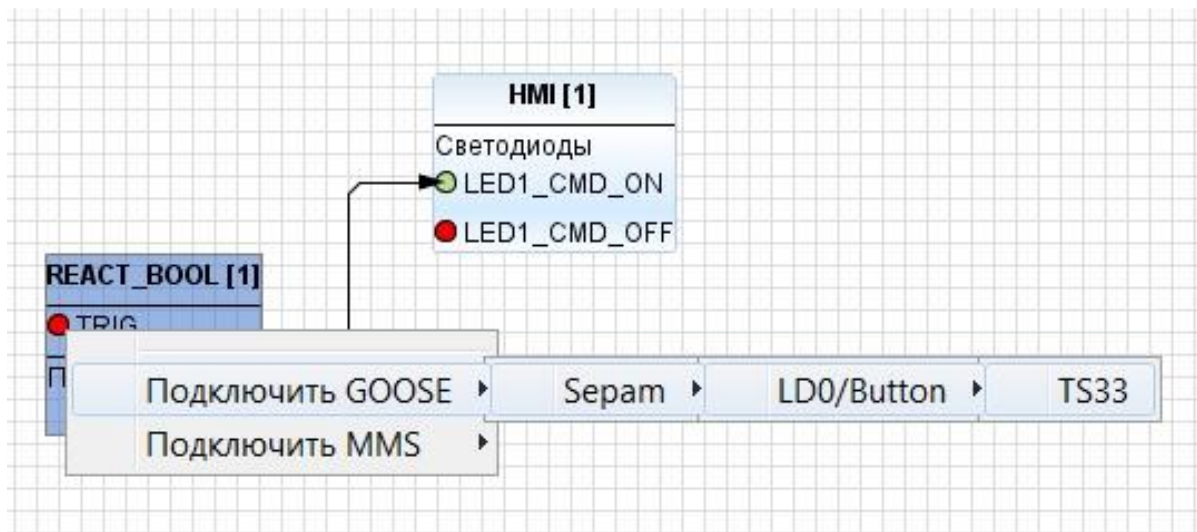 HMI [1]
Светодиоды
LED1_CMD_ON
LED1_CMD_OFF
REACT_BOOL [1]
TRIG
П
Подключить GOOSE
Sepam
LD0/Button
TS33
Подключить MMS